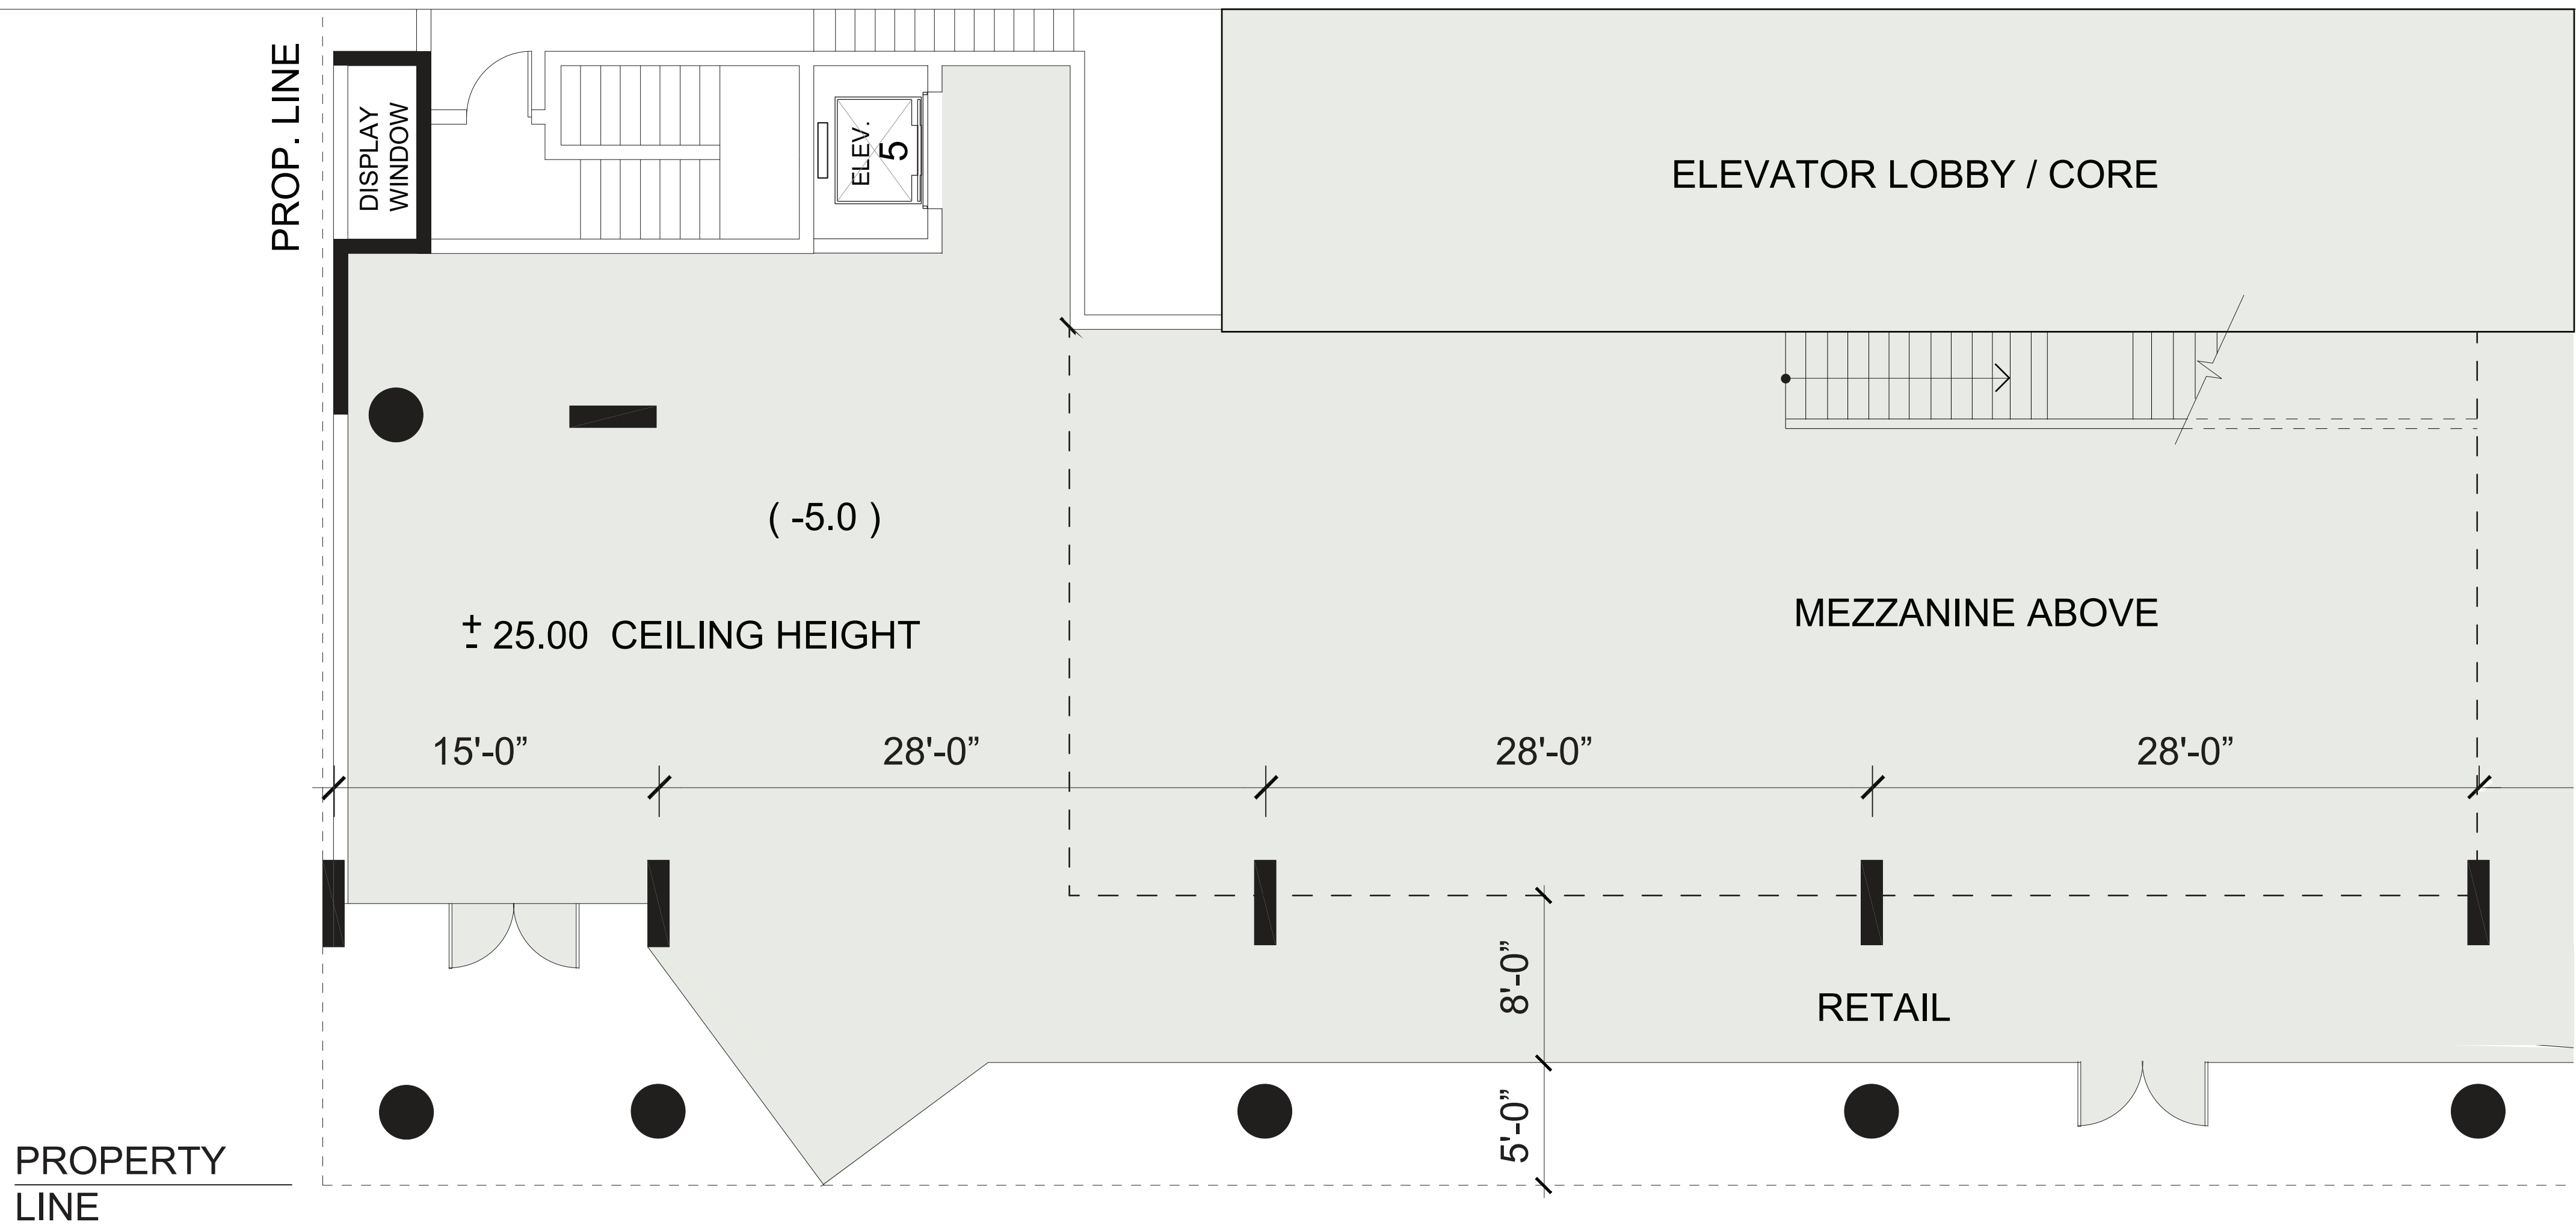 PROP. LINE
DISPLAY
WINDOW
ELEV.
5
ELEVATOR LOBBY / CORE
( -5.0 )
± 25.00 CEILING HEIGHT
MEZZANINE ABOVE
15'-0”
28'-0”
28'-0”
28'-0”
8'-0”
RETAIL
5'-0”
PROPERTY
LINE